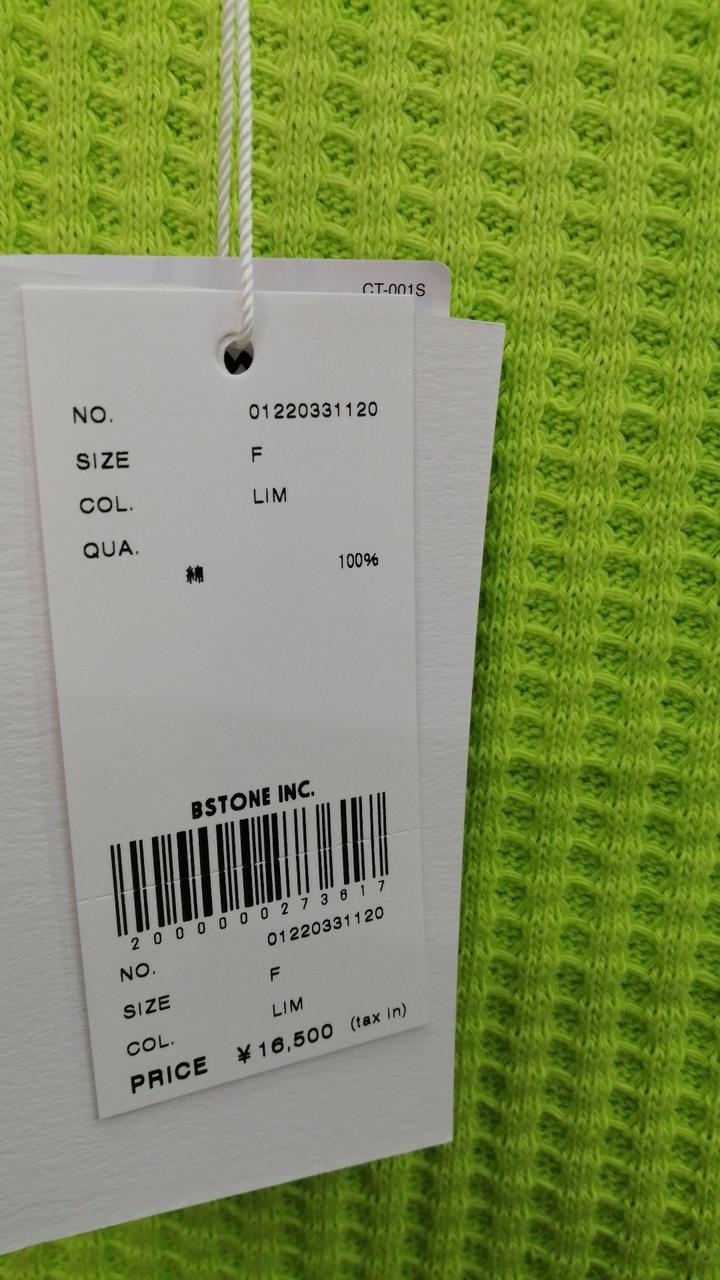 CT-001S
NO. 01220331120
SIZE F
COL. LIM
QUA.
綿 100%
BSTONE INC.
2000000273617
NO. 01220331120
SIZE F
COL. LIM
PRICE ¥16,500 (tax in)